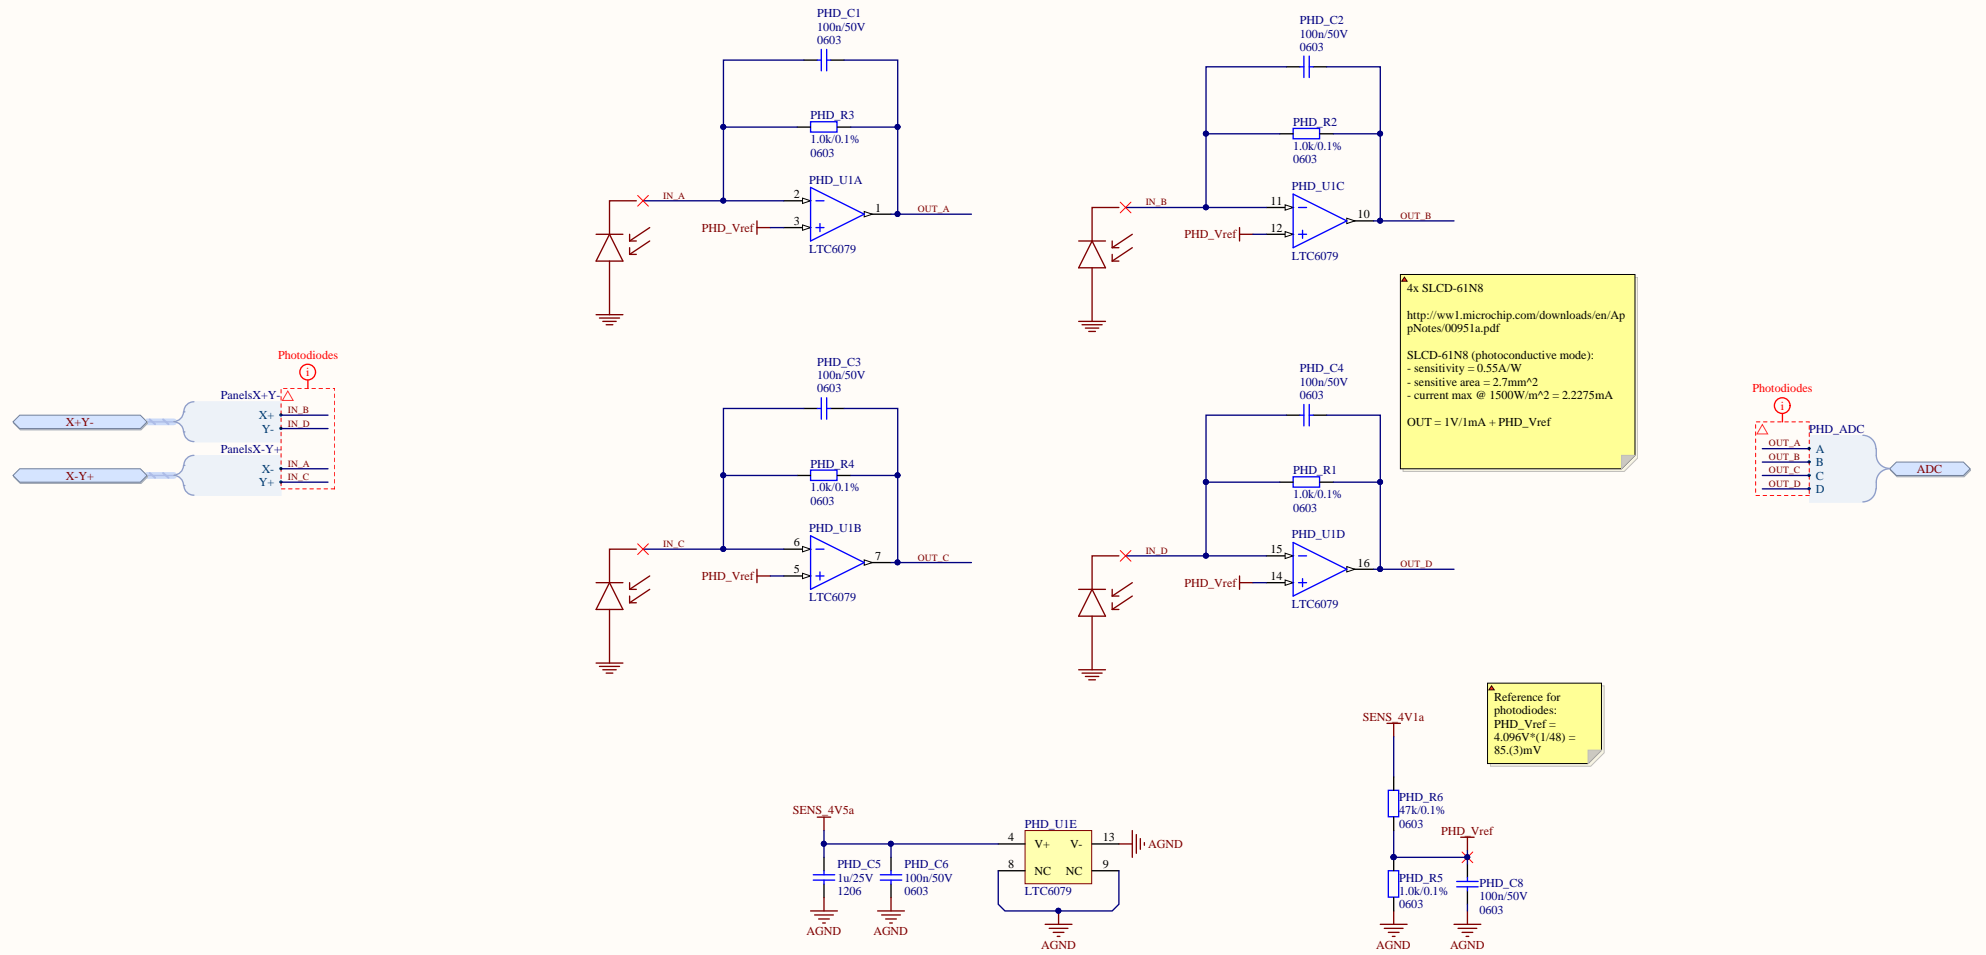 PHD_C1
100n/50V
0603
PHD_R3
1.0k/0.1%
0603
PHD_U1A
2
3
1
IN_A
OUT_A
PHD_Vref
LTC6079
PHD_C2
100n/50V
0603
PHD_R2
1.0k/0.1%
0603
PHD_U1C
11
12
10
IN_B
OUT_B
PHD_Vref
LTC6079
4x SLCD-61N8
http://ww1.microchip.com/downloads/en/Ap
pNotes/00951a.pdf
SLCD-61N8 (photoconductive mode):
- sensitivity = 0.55A/W
- sensitive area = 2.7mm^2
- current max @ 1500W/m^2 = 2.2275mA
OUT = 1V/1mA + PHD_Vref
Photodiodes
i
PanelsX+Y-
X+Y-
X+
IN_B
Y-
IN_D
PanelsX-Y+
X-Y+
X-
IN_A
Y+
IN_C
PHD_C3
100n/50V
0603
PHD_R4
1.0k/0.1%
0603
PHD_U1B
6
5
7
IN_C
OUT_C
PHD_Vref
LTC6079
PHD_C4
100n/50V
0603
PHD_R1
1.0k/0.1%
0603
PHD_U1D
15
14
16
IN_D
OUT_D
PHD_Vref
LTC6079
Photodiodes
i
PHD_ADC
OUT_A
A
OUT_B
B
OUT_C
C
OUT_D
D
ADC
Reference for
photodiodes:
PHD_Vref =
4.096V*(1/48) =
85.(3)mV
SENS_4V5a
PHD_C5
1u/25V
1206
AGND
PHD_C6
100n/50V
0603
AGND
PHD_U1E
4
V+
V-
13
AGND
8
NC
NC
9
LTC6079
AGND
SENS_4V1a
PHD_R6
47k/0.1%
0603
PHD_Vref
PHD_R5
1.0k/0.1%
0603
AGND
PHD_C8
100n/50V
0603
AGND